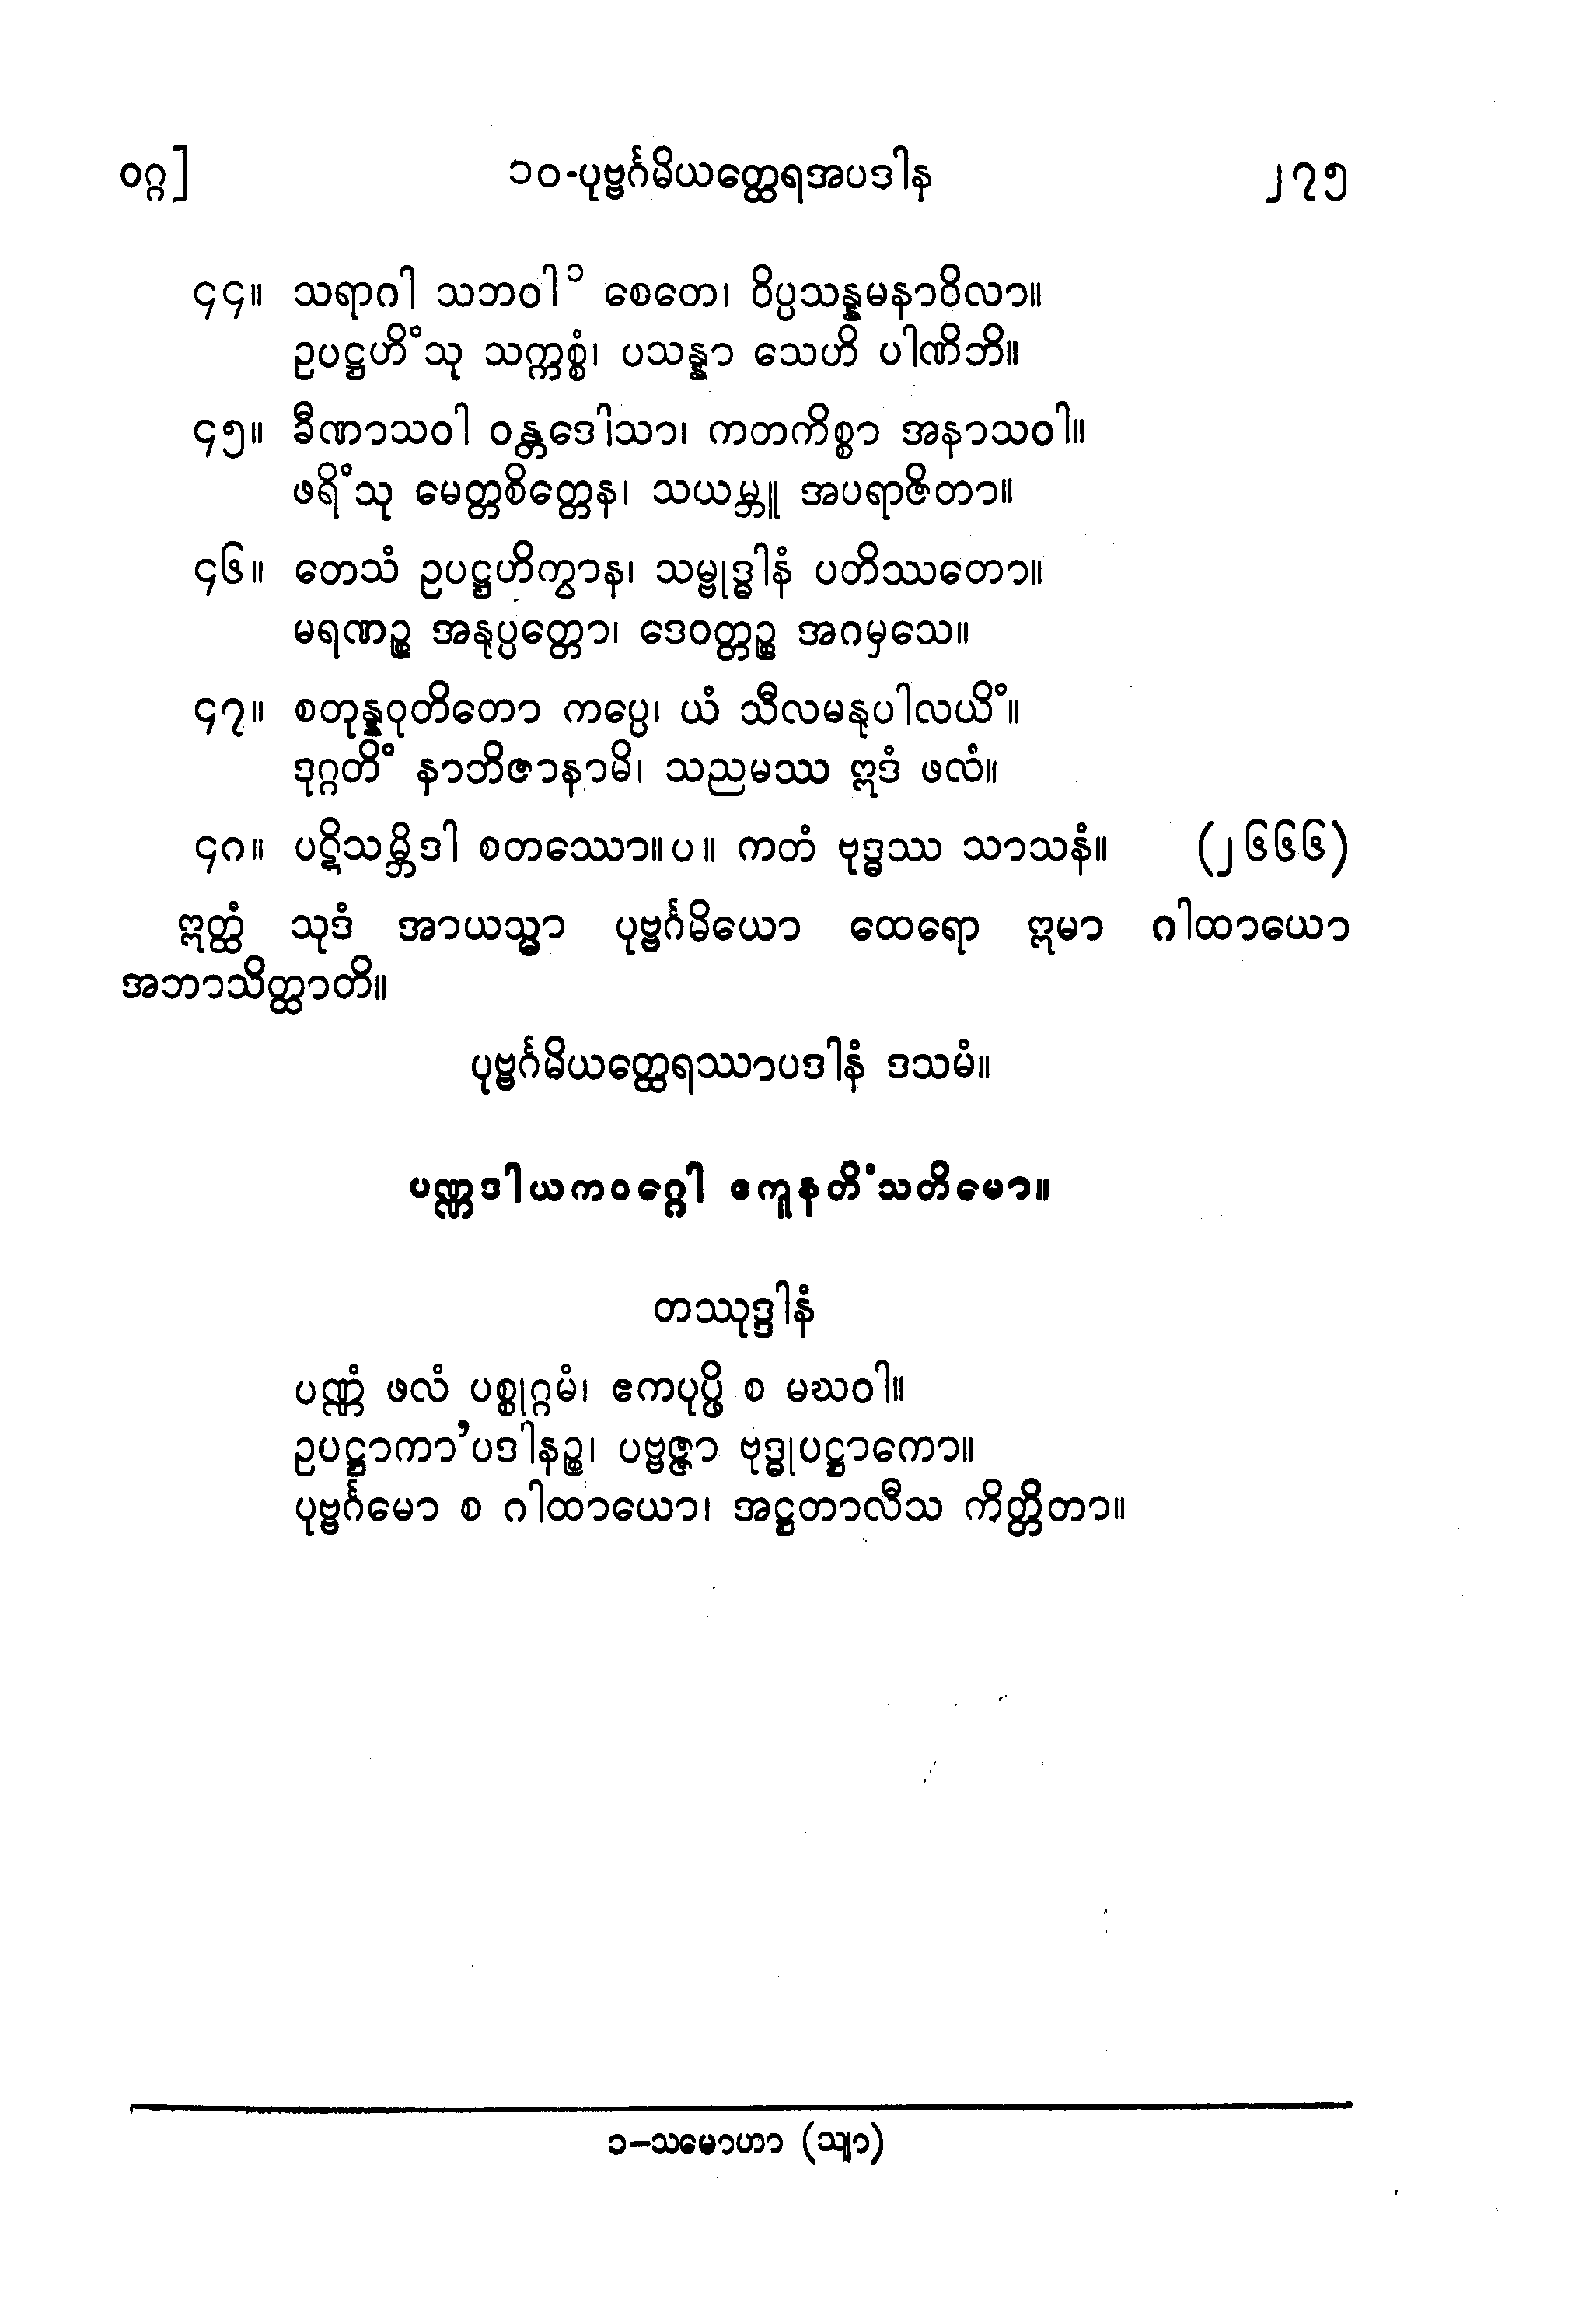 ဝဂ္ဂ] ၁၀-ပုဗ္ဗင်္ဂမိယတ္ထေရအပဒါန ၂၇၅
၄၄။ သရာဂါ သဘဝါ၁ စေတေ၊ ဝိပ္ပသန္နမနာဝိလာ။
ဥပဋ္ဌဟိံသု သက္ကစ္စံ၊ ပသန္နာ သေဟိ ပါဏိဘိ။
၄၅။ ခီဏာသဝါ ဝန္တဒေါသာ၊ ကတကိစ္စာ အနာသဝါ။
ဖရိံသု မေတ္တစိတ္တေန၊ သယမ္ဘူ အပရာဇိတာ။
၄၆။ တေသံ ဥပဋ္ဌဟိတွာန၊ သမ္ဗုဒ္ဓါနံ ပတိဿတော။
မရဏဉ္စ အနုပ္ပတ္တော၊ ဒေဝတ္တဉ္စ အဂမှသေ။
၄၇။ စတုန္နဝုတိတော ကပ္ပေ၊ ယံ သီလမနုပါလယိံ။
ဒုဂ္ဂတိံ နာဘိဇာနာမိ၊ သညမဿ ဣဒံ ဖလံ။
၄၈။ ပဋိသမ္ဘိဒါ စတဿော။ပ။ ကတံ ဗုဒ္ဓဿ သာသနံ။ (၂၆၆၆)
ဣတ္ထံ သုဒံ အာယသ္မာ ပုဗ္ဗင်္ဂမိယော ထေရော ဣမာ ဂါထာယော
အဘာသိတ္ထာတိ။
ပုဗ္ဗင်္ဂမိယတ္ထေရဿာပဒါနံ ဒသမံ။
ပဏ္ဏဒါယကဝဂ္ဂေါ ဧကူနတိံသတိမော။
တဿုဒ္ဒါနံ
ပဏ္ဏံ ဖလံ ပစ္စုဂ္ဂမံ၊ ဧကပုပ္ဖိ စ မဃဝါ။
ဥပဋ္ဌာကာ’ပဒါနဉ္စ၊ ပဗ္ဗဇ္ဇာ ဗုဒ္ဓုပဋ္ဌာကော။
ပုဗ္ဗင်္ဂမော စ ဂါထာယော၊ အဋ္ဌတာလီသ ကိတ္တိတာ။
၁–သမောဟာ (သျာ)